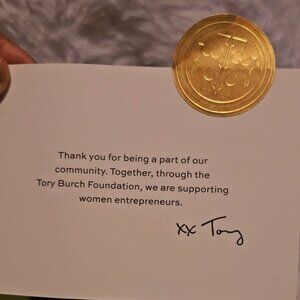 Thank you for being a part of our
community. Together, through the
Tory Burch Foundation, we are supporting
women entrepreneurs.
xx Tory